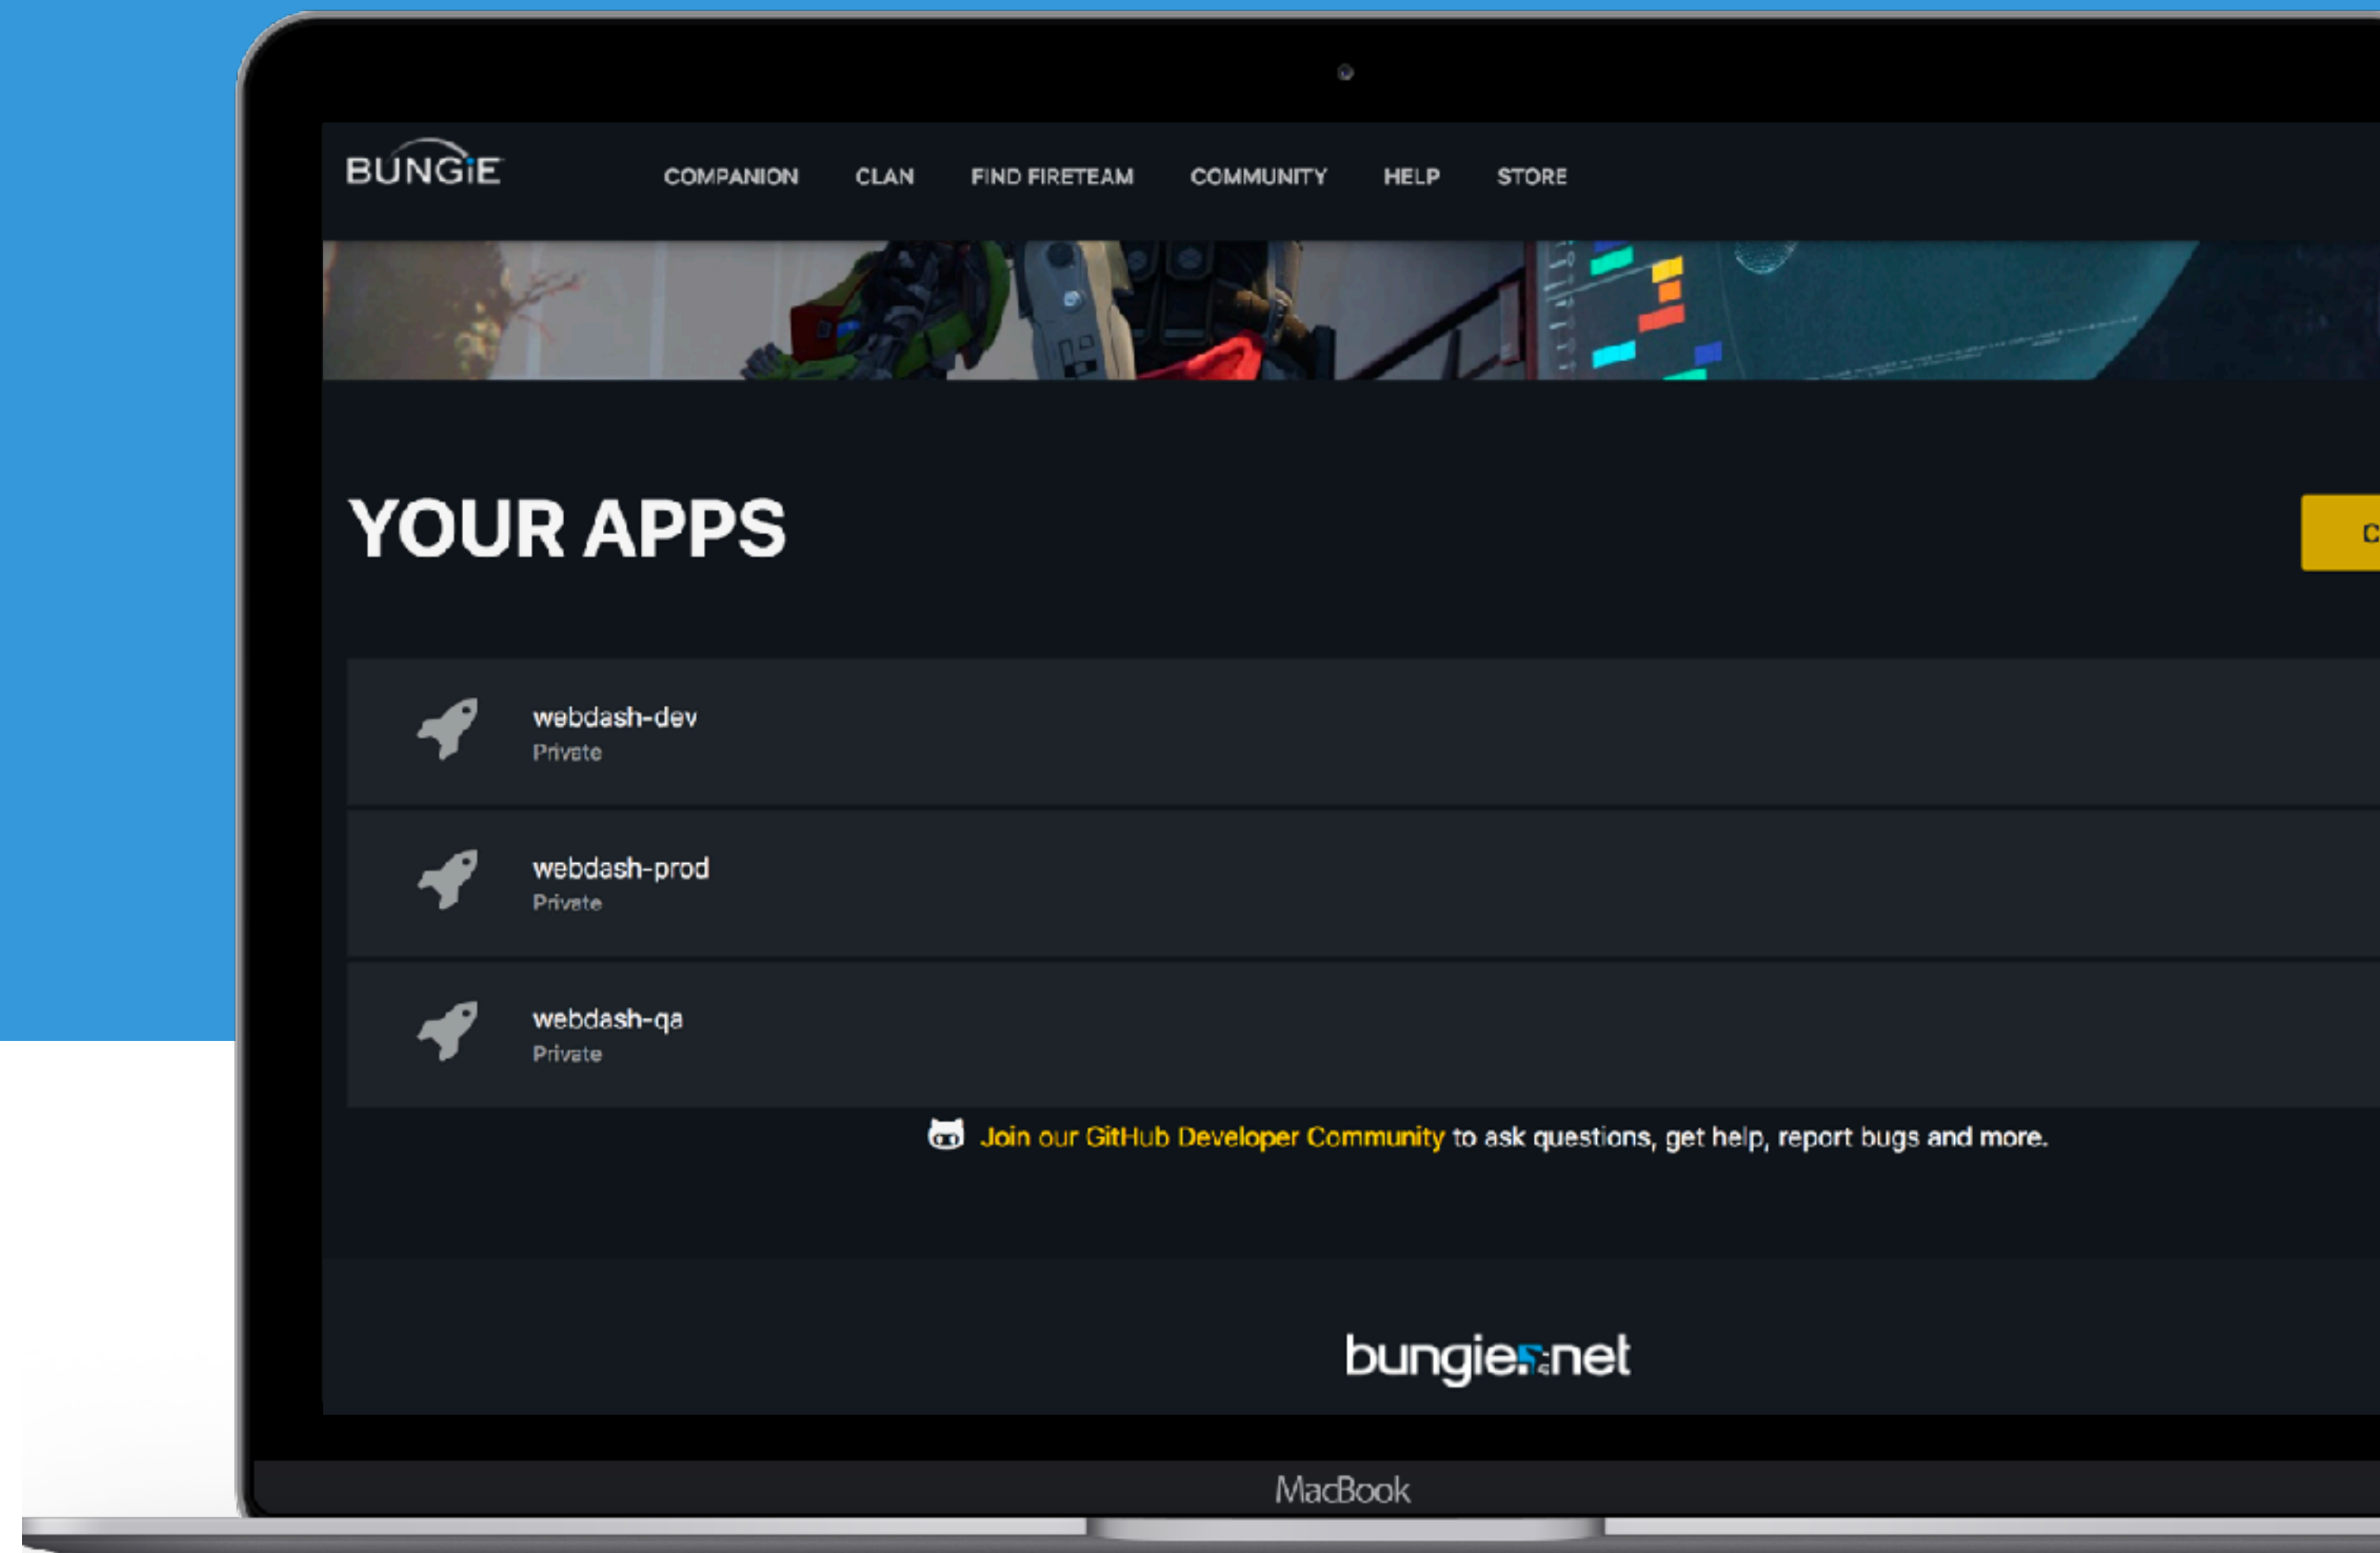 BUNGiE
COMPANION CLAN FIND FIRETEAM COMMUNITY HELP STORE
YOUR APPS
webdash-dev
Private
webdash-prod
Private
webdash-qa
Private
Join our GitHub Developer Community to ask questions, get help, report bugs and more.
bungie.net
MacBook